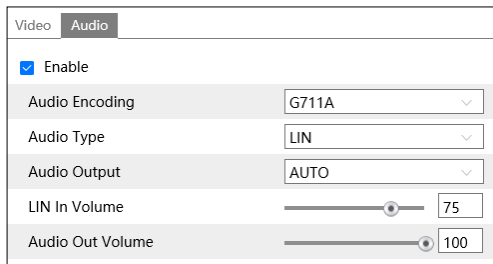 Video Audio
Enable
Audio Encoding G711A
Audio Type LIN
Audio Output AUTO
LIN In Volume 75
Audio Out Volume 100